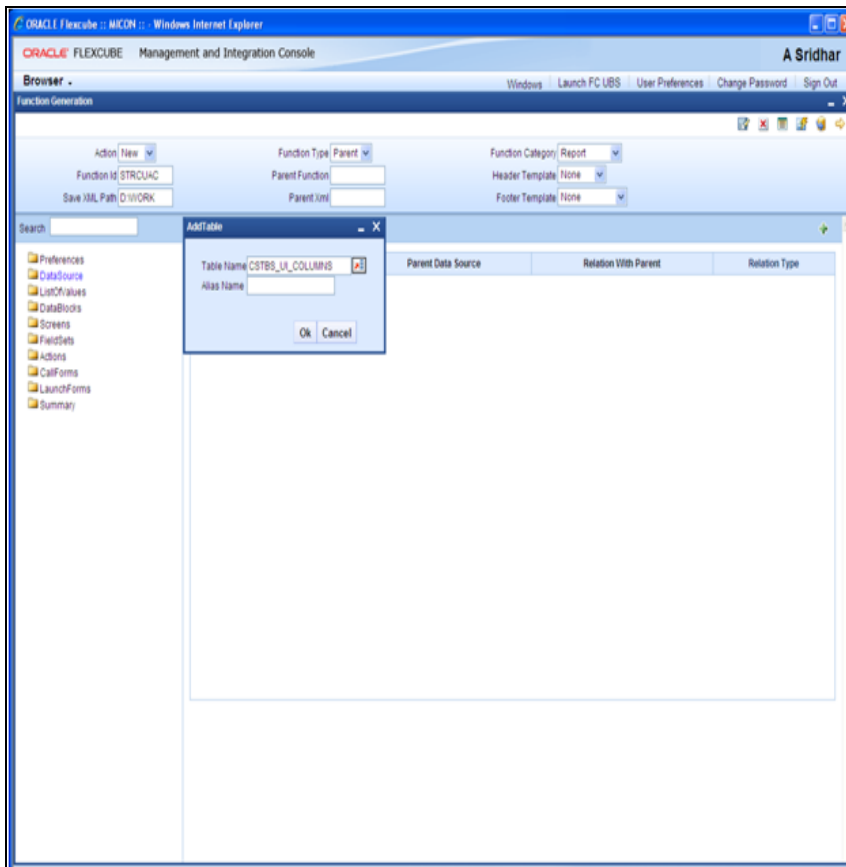 ORACLE Flexcube :: MICON :: - Windows Internet Explorer
ORACLE FLEXCUBE Management and Integration Console A Sridhar
Browser Windows Launch FC UBS User Preferences Change Password Sign Out
Function Generation
Action New Function Type Parent Function Category Report
Function Id STRCUAC Parent Function Header Template None
Save XML Path D:\WORK Parent Xml Footer Template None
Search
AddTable
Table Name CSTBS_UI_COLUMNS
Alias Name
Ok Cancel
Parent Data Source Relation With Parent Relation Type
Preferences
DataSource
ListOfValues
DataBlocks
Screens
FieldSets
Actions
CallForms
LaunchForms
Summary